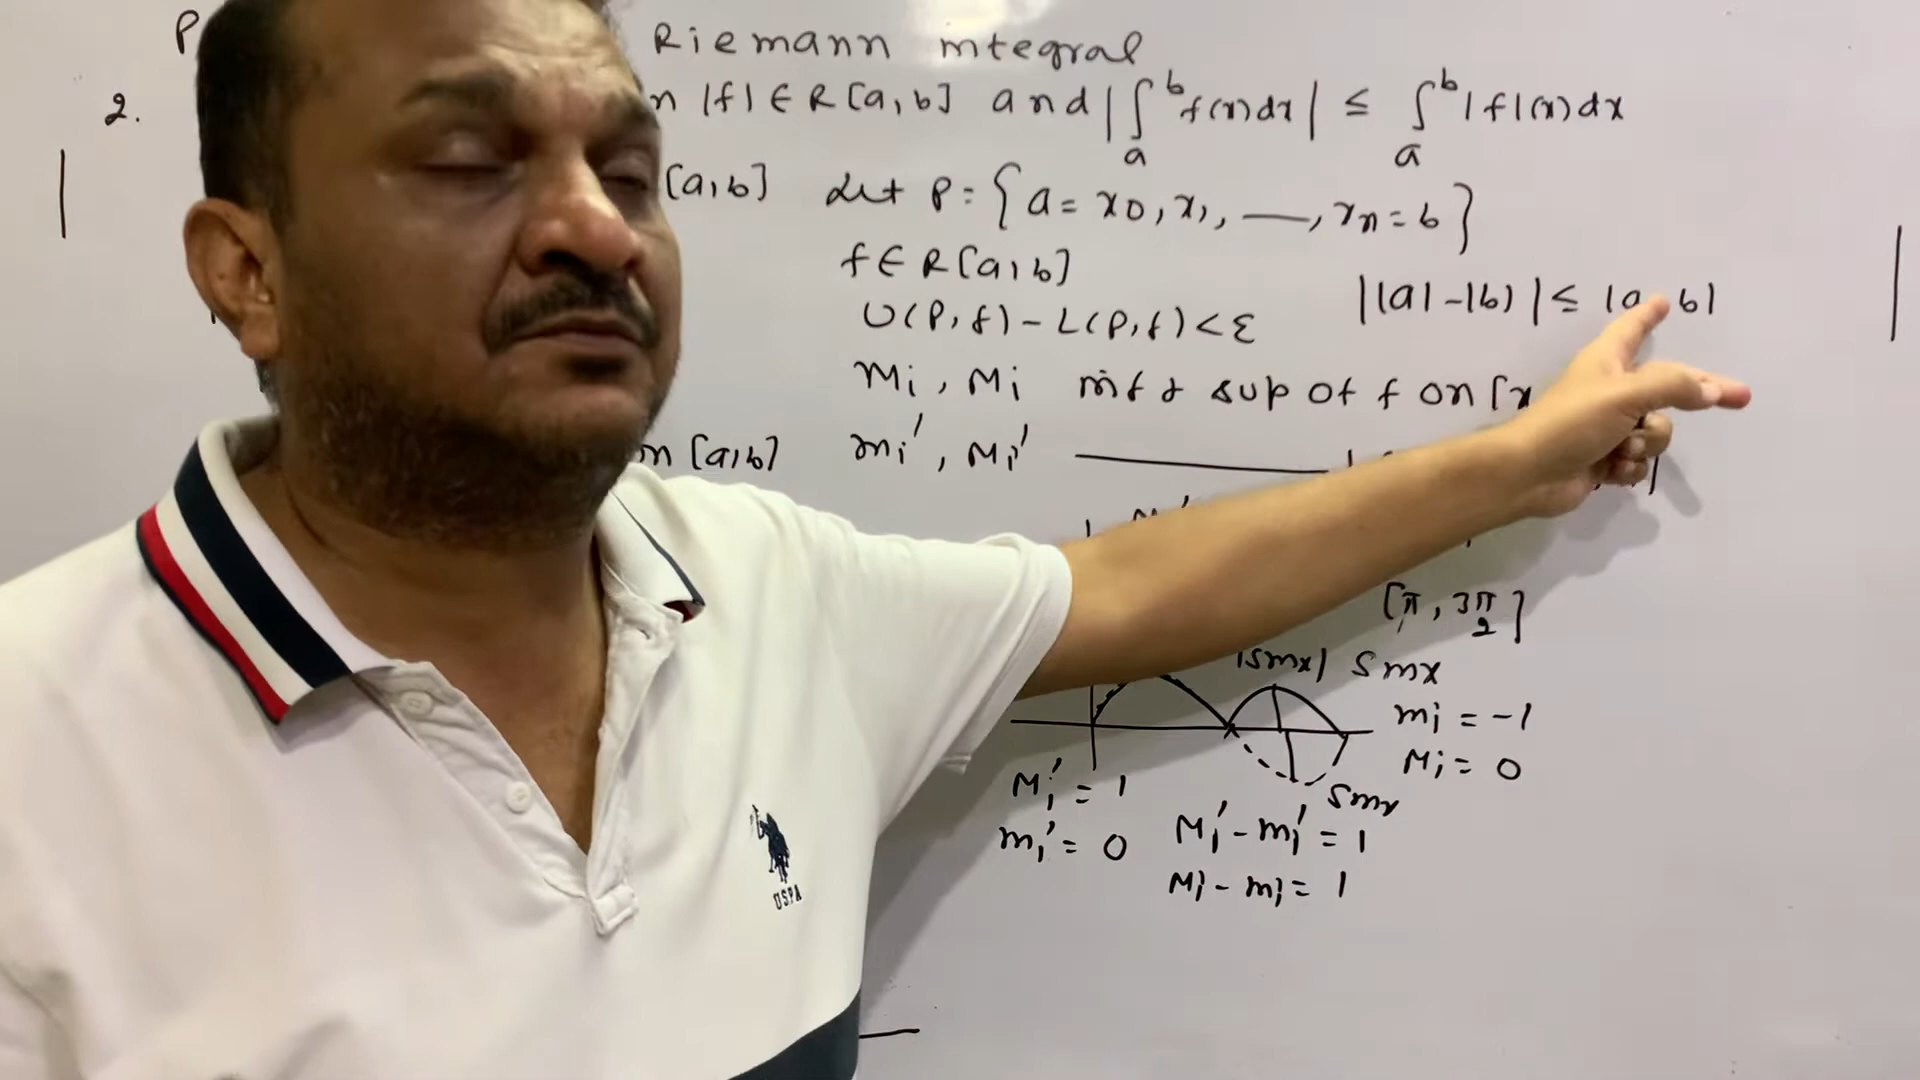 P
Riemann integral
2.
n |f| ∈ R[a,b] and |∫_a^b f(x)dx| ≤ ∫_a^b |f|(x)dx
[a,b] Let P = {a = x0, x1, —, xn = b}
f ∈ R[a,b]
||a|-|b|| ≤ |a b|
U(P,f) - L(P,f) < ε
mi, Mi inf & sup of f on [x
n [a,b] mi', Mi'
[π, 3π/2]
|sinx| sinx
mi = -1
Mi = 0
sinx
Mi' = 1
mi' = 0
Mi' - mi' = 1
Mi - mi = 1
USPA